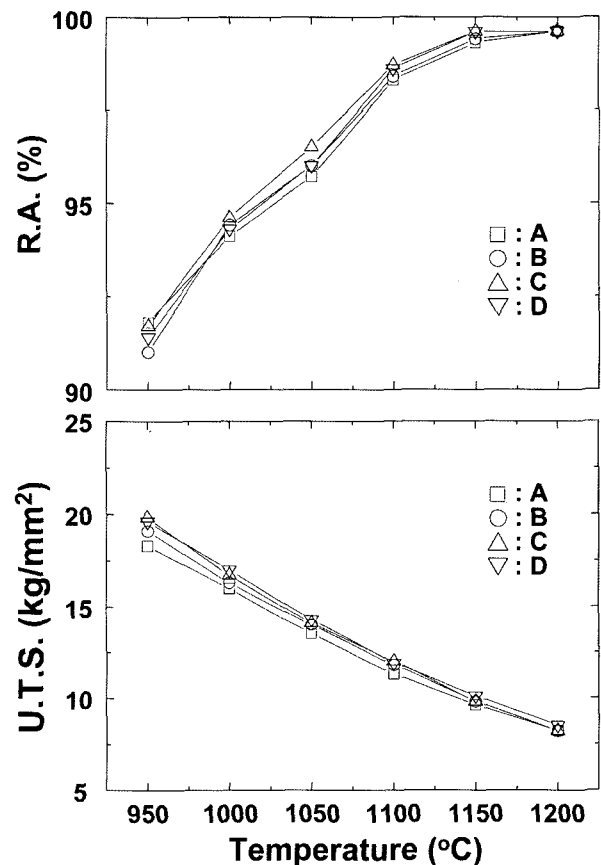 100
95
90
R.A. (%)
□ : A
○ : B
△ : C
▽ : D
25
20
15
10
5
U.T.S. (kg/mm²)
□ : A
○ : B
△ : C
▽ : D
950 1000 1050 1100 1150 1200
Temperature (°C)